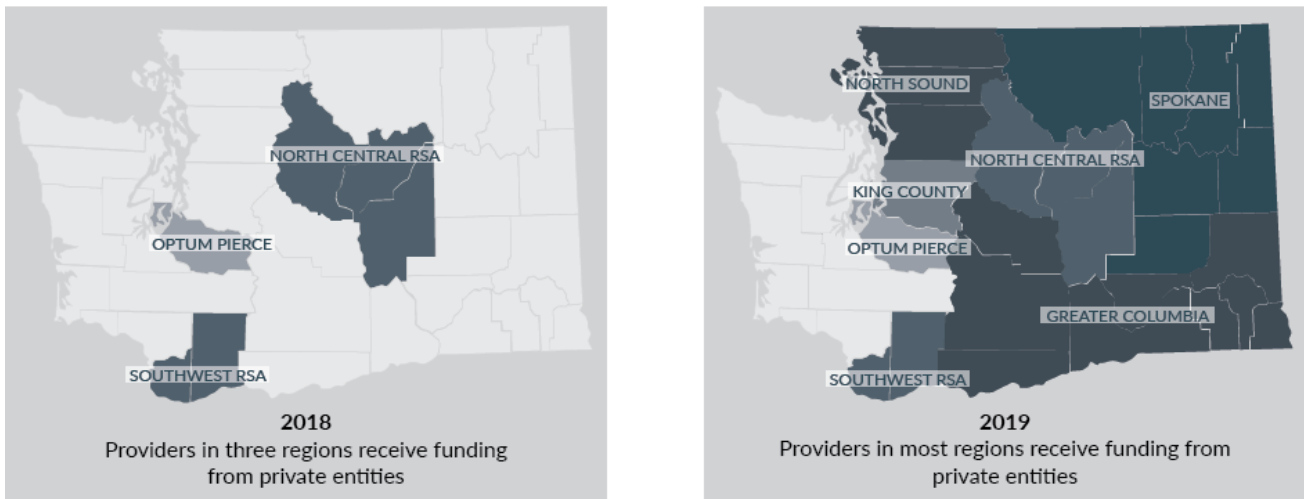 NORTH CENTRAL RSA
OPTUM PIERCE
SOUTHWEST RSA
2018
Providers in three regions receive funding
from private entities
NORTH SOUND
SPOKANE
NORTH CENTRAL RSA
KING COUNTY
OPTUM PIERCE
GREATER COLUMBIA
SOUTHWEST RSA
2019
Providers in most regions receive funding from
private entities